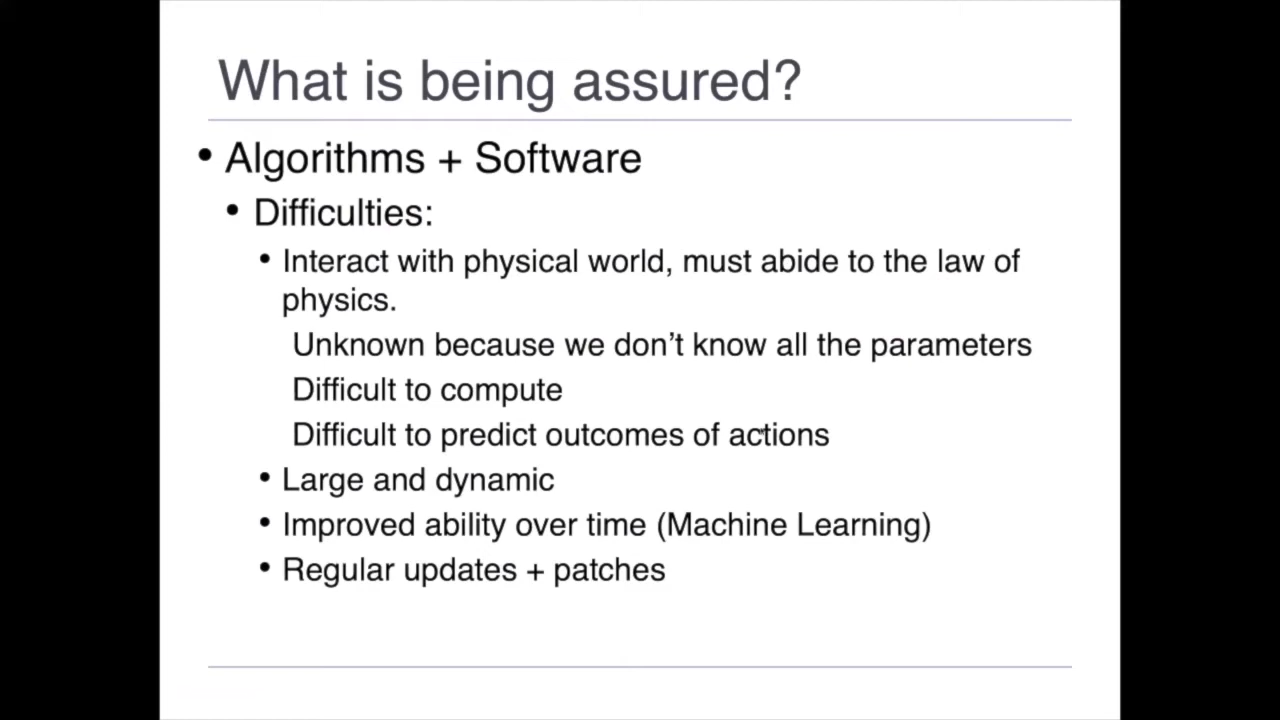 What is being assured?
• Algorithms + Software
• Difficulties:
• Interact with physical world, must abide to the law of
physics.
Unknown because we don’t know all the parameters
Difficult to compute
Difficult to predict outcomes of actions
• Large and dynamic
• Improved ability over time (Machine Learning)
• Regular updates + patches